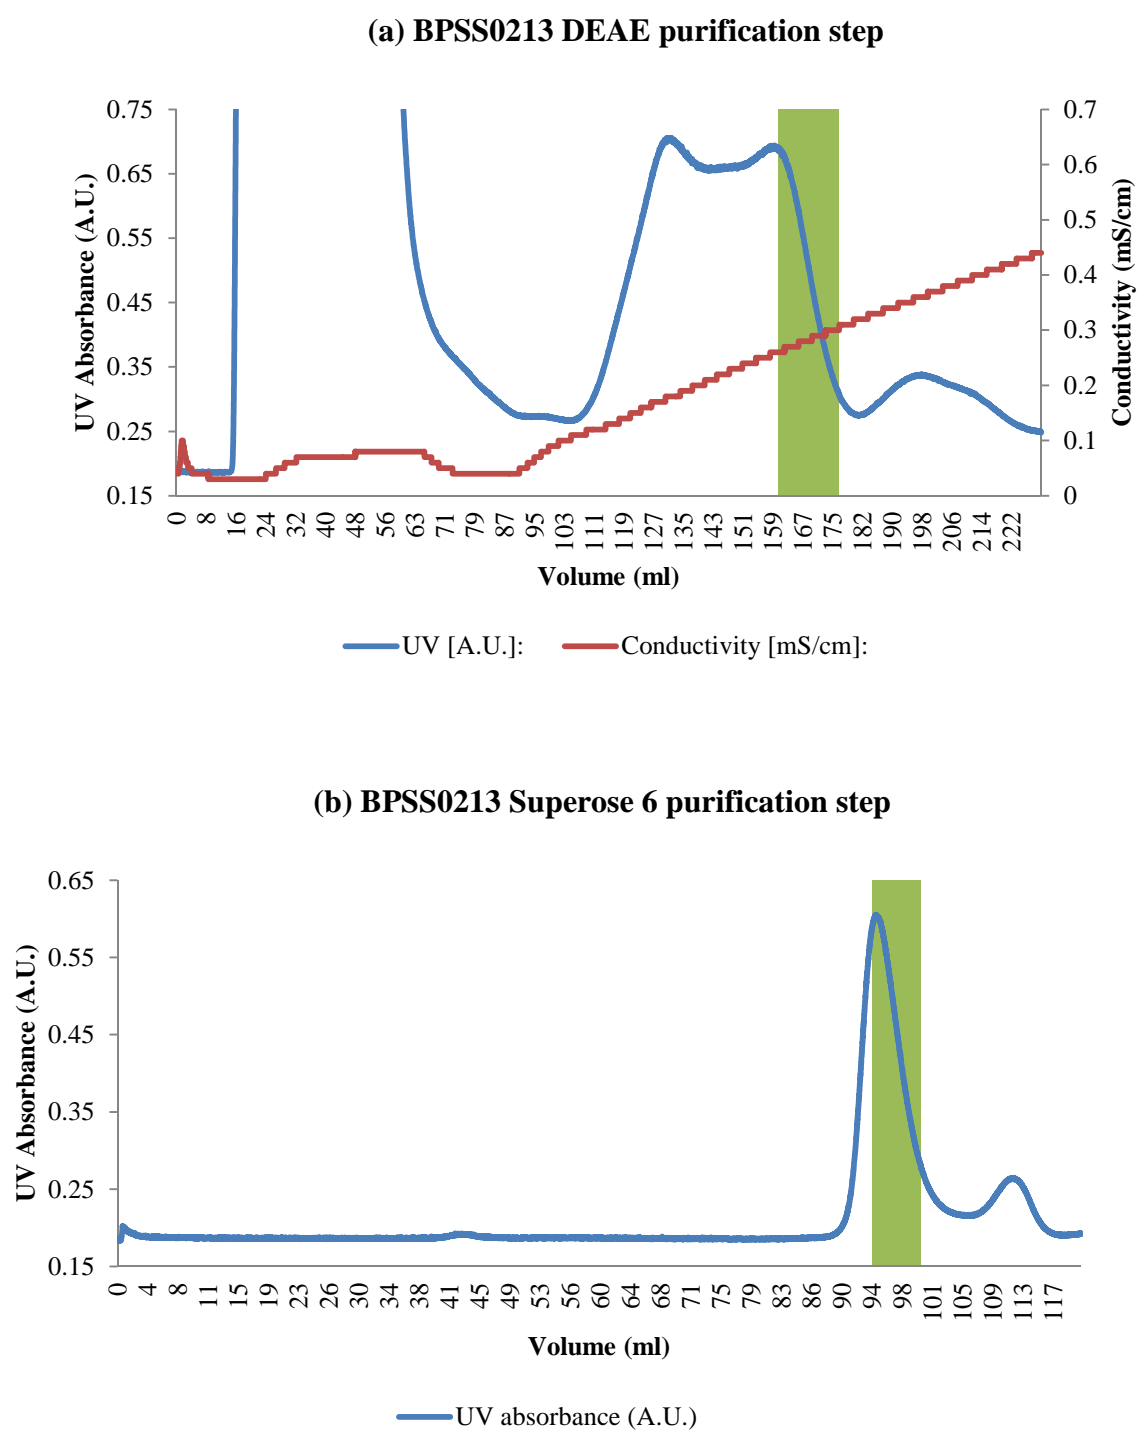 (a) BPSS0213 DEAE purification step
0.75
0.65
0.55
0.45
0.35
0.25
0.15
UV Absorbance (A.U.)
0.7
0.6
0.5
0.4
0.3
0.2
0.1
0
Conductivity (mS/cm)
0 8 16 24 32 40 48 56 63 71 79 87 95 103 111 119 127 135 143 151 159 167 175 182 190 198 206 214 222
Volume (ml)
UV [A.U.]: Conductivity [mS/cm]:
(b) BPSS0213 Superose 6 purification step
0.65
0.55
0.45
0.35
0.25
0.15
UV Absorbance (A.U.)
0 4 8 11 15 19 23 26 30 34 38 41 45 49 53 56 60 64 68 71 75 79 83 86 90 94 98 101 105 109 113 117
Volume (ml)
UV absorbance (A.U.)